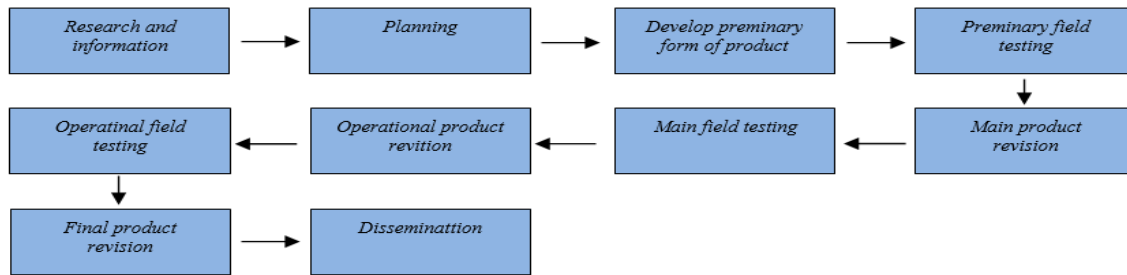 Research and
information
Planning
Develop preminary
form of product
Preminary field
testing
Main product
revision
Main field testing
Operational product
revition
Operatinal field
testing
Final product
revision
Disseminattion